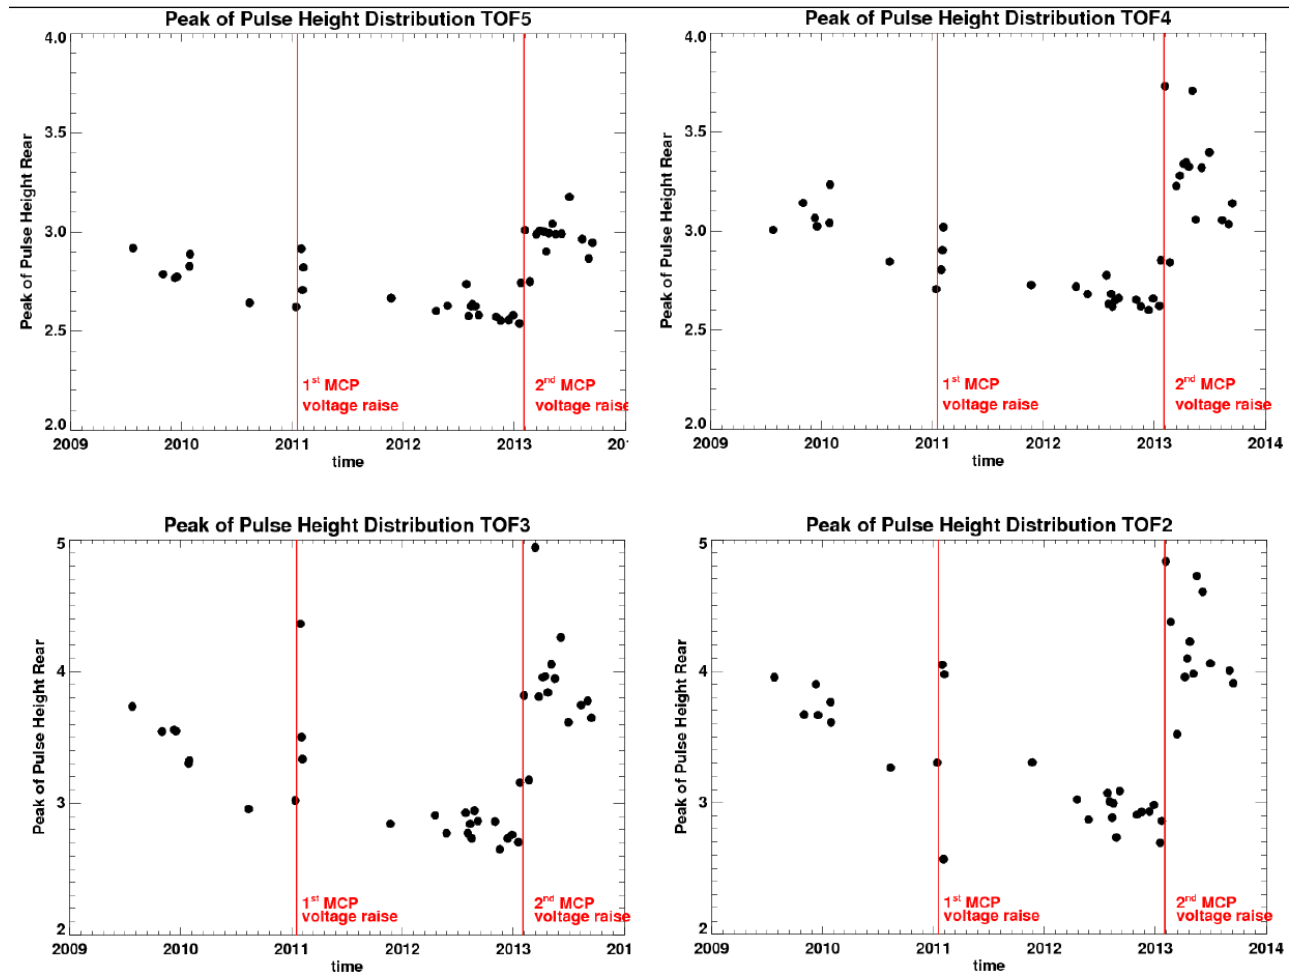 Peak of Pulse Height Distribution TOF5
4.0
3.5
3.0
2.5
2.0
Peak of Pulse Height Rear
1st MCP
voltage raise
2nd MCP
voltage raise
2009 2010 2011 2012 2013 201
time
Peak of Pulse Height Distribution TOF4
4.0
3.5
3.0
2.5
2.0
Peak of Pulse Height Rear
1st MCP
voltage raise
2nd MCP
voltage raise
2009 2010 2011 2012 2013 2014
time
Peak of Pulse Height Distribution TOF3
5
4
3
2
Peak of Pulse Height Rear
1st MCP
voltage raise
2nd MCP
voltage raise
2009 2010 2011 2012 2013 201
time
Peak of Pulse Height Distribution TOF2
5
4
3
2
Peak of Pulse Height Rear
1st MCP
voltage raise
2nd MCP
voltage raise
2009 2010 2011 2012 2013 2014
time